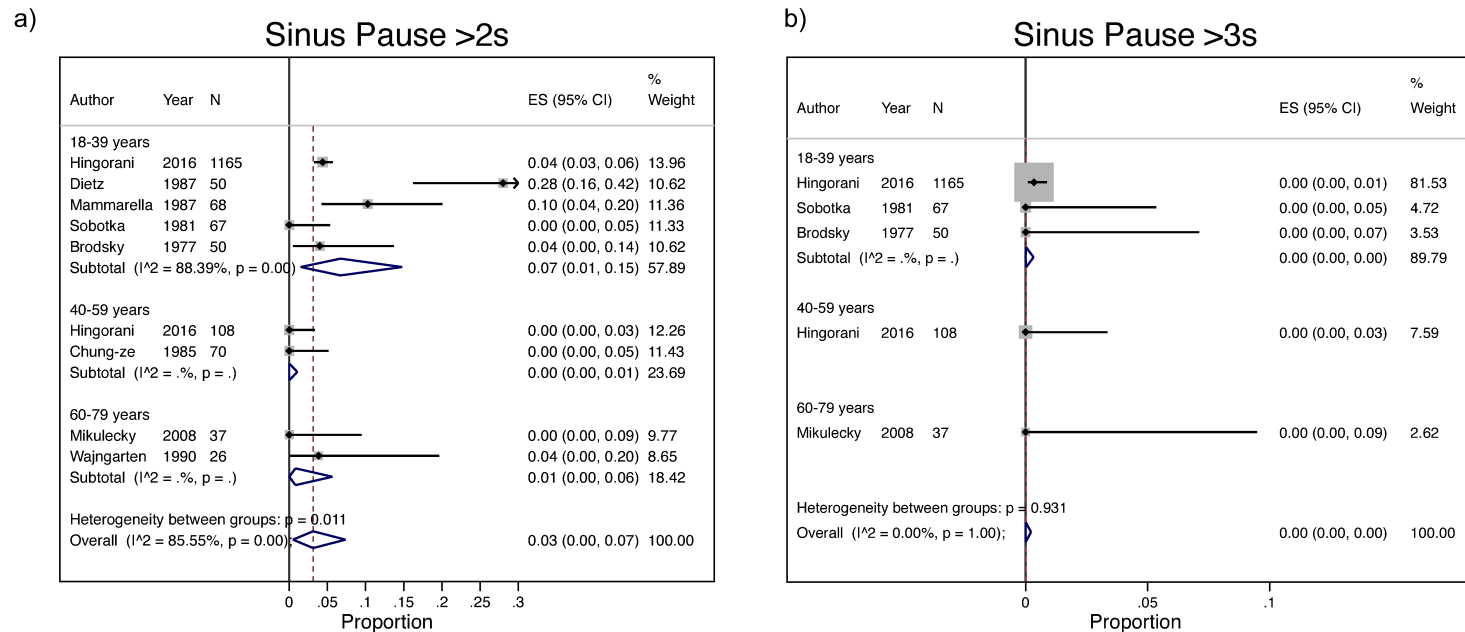 a)
Sinus Pause >2s
%
Author Year N ES (95% CI) Weight
18-39 years
Hingorani 2016 1165 0.04 (0.03, 0.06) 13.96
Dietz 1987 50 0.28 (0.16, 0.42) 10.62
Mammarella 1987 68 0.10 (0.04, 0.20) 11.36
Sobotka 1981 67 0.00 (0.00, 0.05) 11.33
Brodsky 1977 50 0.04 (0.00, 0.14) 10.62
Subtotal (I^2 = 88.39%, p = 0.00) 0.07 (0.01, 0.15) 57.89
40-59 years
Hingorani 2016 108 0.00 (0.00, 0.03) 12.26
Chung-ze 1985 70 0.00 (0.00, 0.05) 11.43
Subtotal (I^2 = .%, p = .) 0.00 (0.00, 0.01) 23.69
60-79 years
Mikulecky 2008 37 0.00 (0.00, 0.09) 9.77
Wajngarten 1990 26 0.04 (0.00, 0.20) 8.65
Subtotal (I^2 = .%, p = .) 0.01 (0.00, 0.06) 18.42
Heterogeneity between groups: p = 0.011
Overall (I^2 = 85.55%, p = 0.00); 0.03 (0.00, 0.07) 100.00
0 .05 .1 .15 .2 .25 .3
Proportion
b)
Sinus Pause >3s
%
Author Year N ES (95% CI) Weight
18-39 years
Hingorani 2016 1165 0.00 (0.00, 0.01) 81.53
Sobotka 1981 67 0.00 (0.00, 0.05) 4.72
Brodsky 1977 50 0.00 (0.00, 0.07) 3.53
Subtotal (I^2 = .%, p = .) 0.00 (0.00, 0.00) 89.79
40-59 years
Hingorani 2016 108 0.00 (0.00, 0.03) 7.59
60-79 years
Mikulecky 2008 37 0.00 (0.00, 0.09) 2.62
Heterogeneity between groups: p = 0.931
Overall (I^2 = 0.00%, p = 1.00); 0.00 (0.00, 0.00) 100.00
0 .05 .1
Proportion